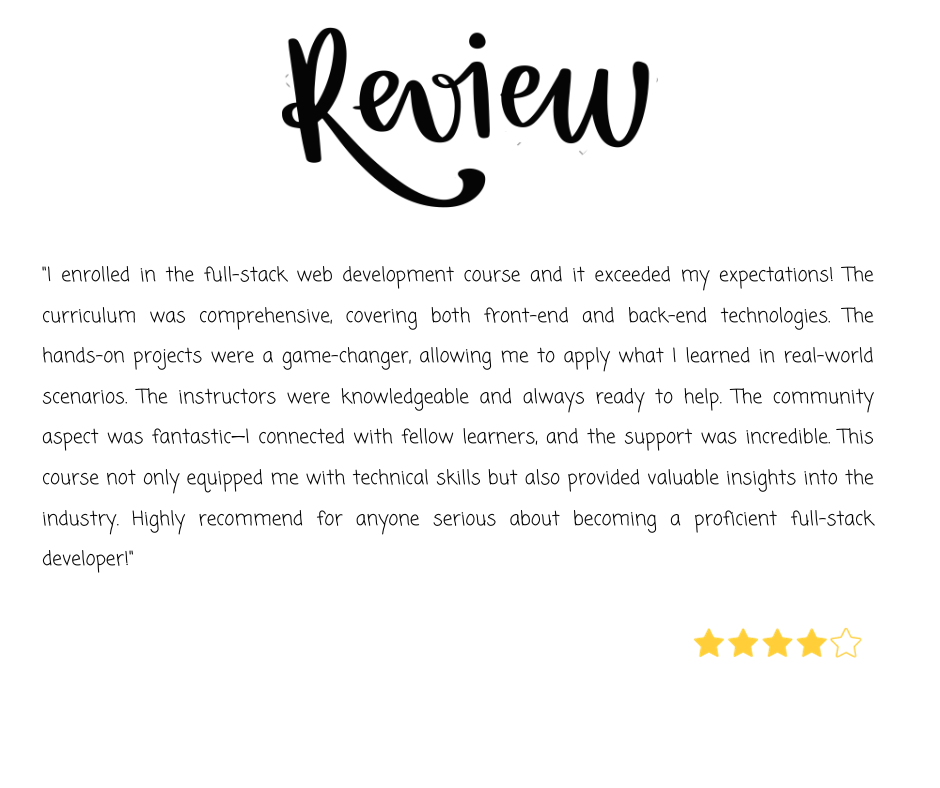 Review
"I enrolled in the full-stack web development course and it exceeded my expectations! The
curriculum was comprehensive, covering both front-end and back-end technologies. The
hands-on projects were a game-changer, allowing me to apply what I learned in real-world
scenarios. The instructors were knowledgeable and always ready to help. The community
aspect was fantastic—I connected with fellow learners, and the support was incredible. This
course not only equipped me with technical skills but also provided valuable insights into the
industry. Highly recommend for anyone serious about becoming a proficient full-stack
developer!"